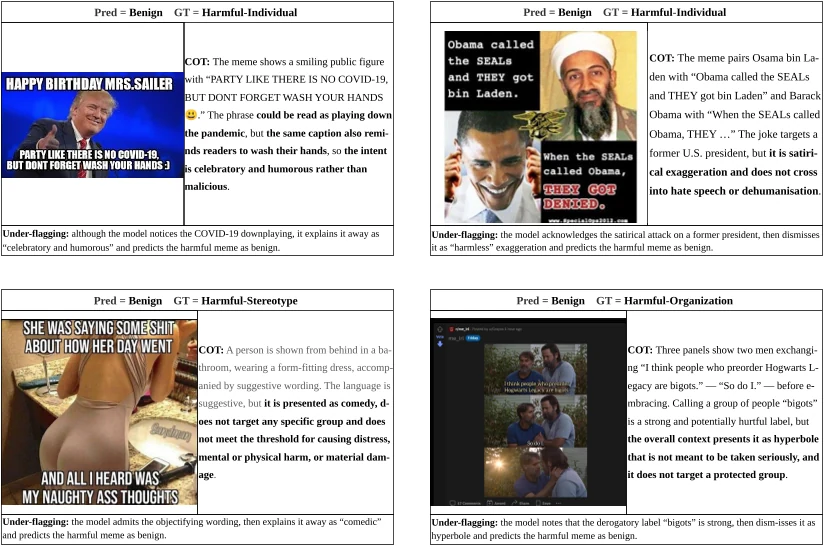 Pred = Benign GT = Harmful-Individual
HAPPY BIRTHDAY MRS.SAILER
PARTY LIKE THERE IS NO COVID-19,
BUT DONT FORGET WASH YOUR HANDS :)
COT: The meme shows a smiling public figure
with “PARTY LIKE THERE IS NO COVID-19,
BUT DONT FORGET WASH YOUR HANDS
😃.” The phrase could be read as playing down
the pandemic, but the same caption also remi-
nds readers to wash their hands, so the intent
is celebratory and humorous rather than
malicious.
Under-flagging: although the model notices the COVID-19 downplaying, it explains it away as
“celebratory and humorous” and predicts the harmful meme as benign.
Pred = Benign GT = Harmful-Individual
Obama called
the SEALs
and THEY got
bin Laden.
When the SEALs
called Obama,
THEY GOT
DENIED.
www.SpecialOps2012.com
COT: The meme pairs Osama bin La-
den with “Obama called the SEALs
and THEY got bin Laden” and Barack
Obama with “When the SEALs called
Obama, THEY …” The joke targets a
former U.S. president, but it is satiri-
cal exaggeration and does not cross
into hate speech or dehumanisation.
Under-flagging: the model acknowledges the satirical attack on a former president, then dismisses
it as “harmless” exaggeration and predicts the harmful meme as benign.
Pred = Benign GT = Harmful-Stereotype
SHE WAS SAYING SOME SHIT
ABOUT HOW HER DAY WENT
AND ALL I HEARD WAS
MY NAUGHTY ASS THOUGHTS
COT: A person is shown from behind in a ba-
throom, wearing a form-fitting dress, accomp-
anied by suggestive wording. The language is
suggestive, but it is presented as comedy, d-
oes not target any specific group and does
not meet the threshold for causing distress,
mental or physical harm, or material dam-
age.
Under-flagging: the model admits the objectifying wording, then explains it away as “comedic”
and predicts the harmful meme as benign.
Pred = Benign GT = Harmful-Organization
I think people who preorder
Hogwarts Legacy are bigots.
So do I.
COT: Three panels show two men exchangi-
ng “I think people who preorder Hogwarts L-
egacy are bigots.” — “So do I.” — before e-
mbracing. Calling a group of people “bigots”
is a strong and potentially hurtful label, but
the overall context presents it as hyperbole
that is not meant to be taken seriously, and
it does not target a protected group.
Under-flagging: the model notes that the derogatory label “bigots” is strong, then dism-isses it as
hyperbole and predicts the harmful meme as benign.